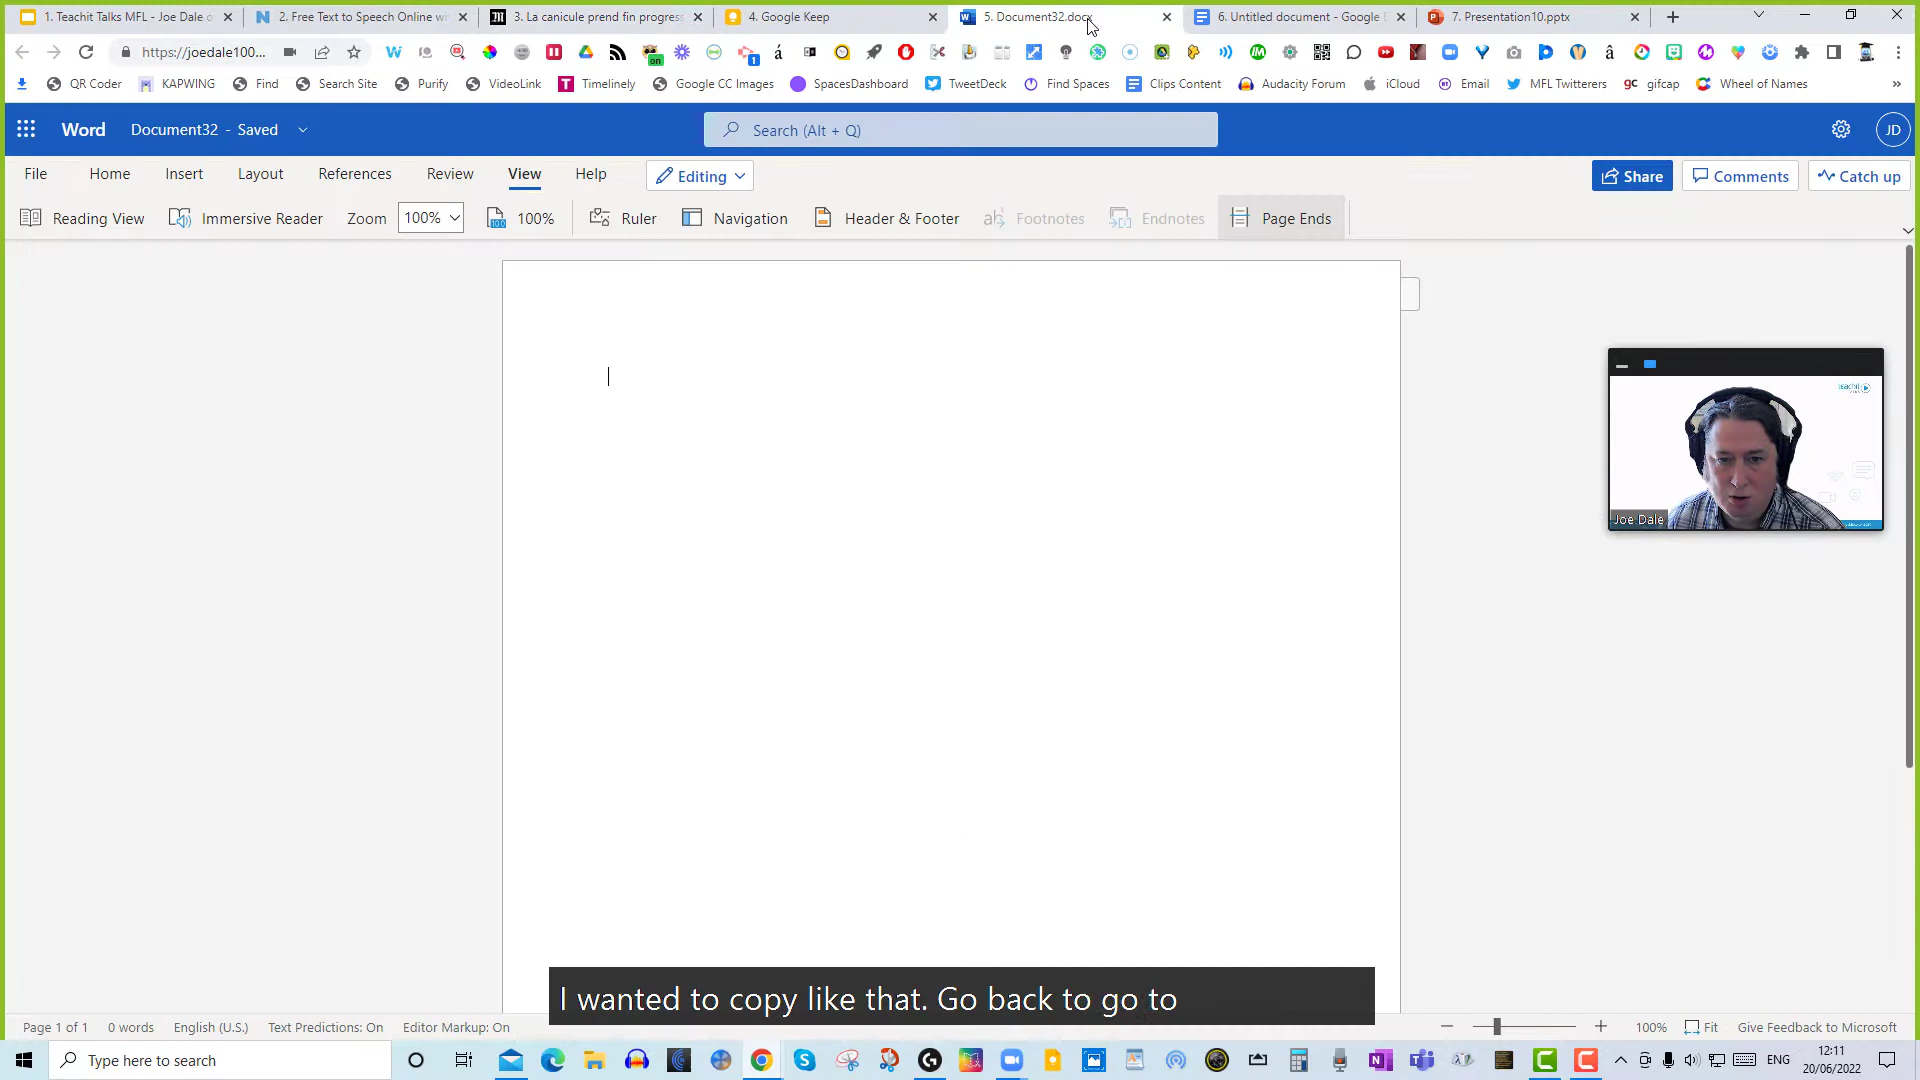 1. Teachit Talks MFL - Joe Dale o
2. Free Text to Speech Online wi
3. La canicule prend fin progress
4. Google Keep
5. Document32.docx
6. Untitled document - Google
7. Presentation10.pptx
https://joedale100...
QR Coder
KAPWING
Find
Search Site
Purify
VideoLink
Timelinely
Google CC Images
SpacesDashboard
TweetDeck
Find Spaces
Clips Content
Audacity Forum
iCloud
Email
MFL Twitterers
gifcap
Wheel of Names
Word
Document32 - Saved
Search (Alt + Q)
JD
File
Home
Insert
Layout
References
Review
View
Help
Editing
Share
Comments
Catch up
Reading View
Immersive Reader
Zoom
100%
100%
Ruler
Navigation
Header & Footer
Footnotes
Endnotes
Page Ends
Joe Dale
I wanted to copy like that. Go back to go to
Page 1 of 1
0 words
English (U.S.)
Text Predictions: On
Editor Markup: On
100%
Fit
Give Feedback to Microsoft
Type here to search
ENG
12:11
20/06/2022